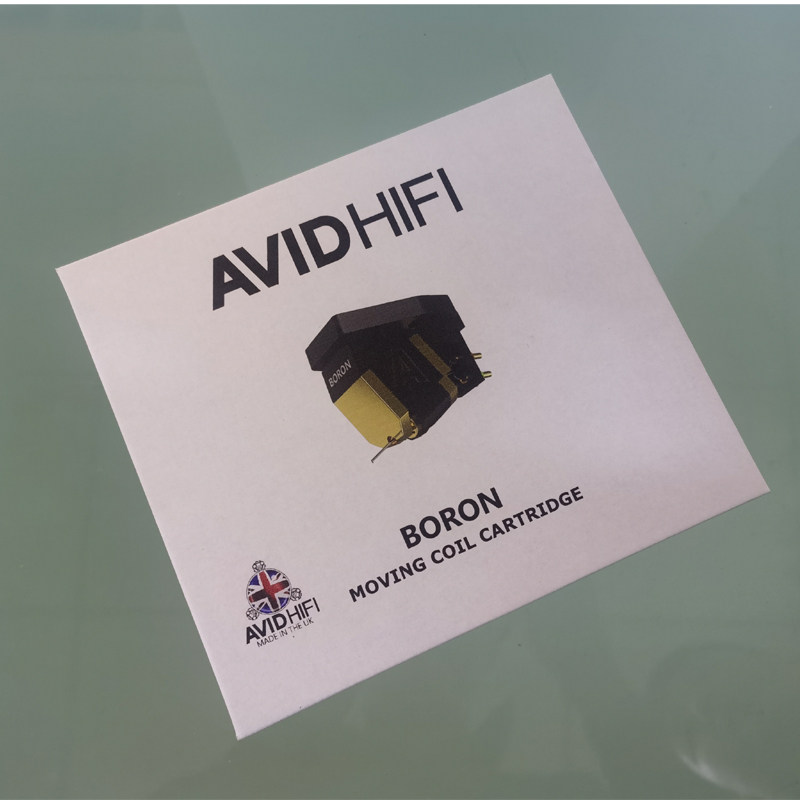 AVIDHIFI
BORON
BORON
MOVING COIL CARTRIDGE
AVIDHIFI
MADE IN THE UK